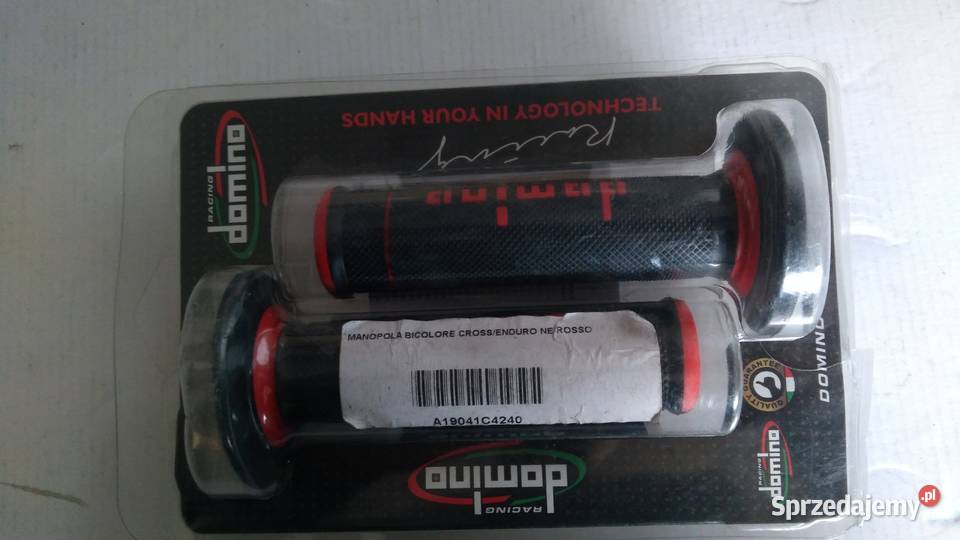 TECHNOLOGY IN YOUR HANDS
Racing
RACING
domino
domino
MANOPOLA BICOLORE CROSS/ENDURO NE ROSSO
A19041C4240
DOMINO
QUALITY GUARANTEE
RACING
domino
domino
RACING
Sprzedajemy.pl